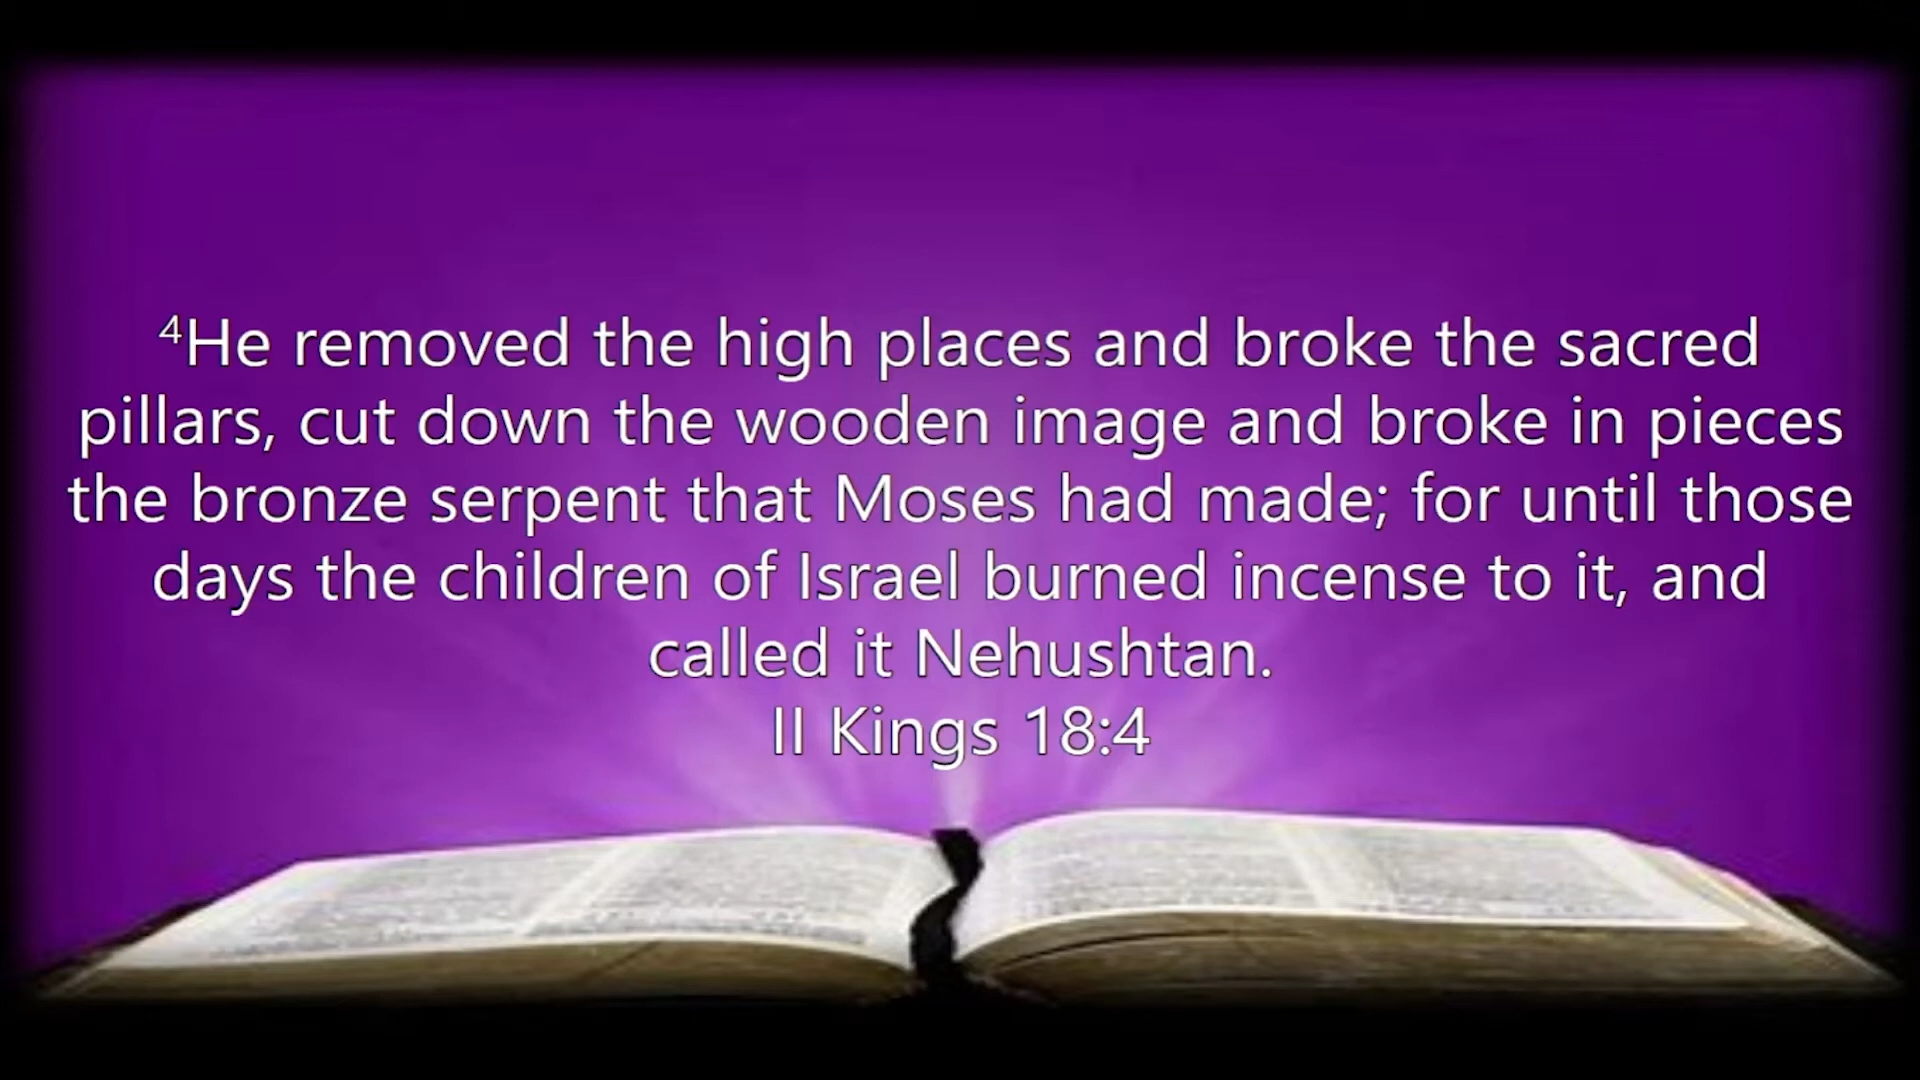 ⁴He removed the high places and broke the sacred
pillars, cut down the wooden image and broke in pieces
the bronze serpent that Moses had made; for until those
days the children of Israel burned incense to it, and
called it Nehushtan.
II Kings 18:4